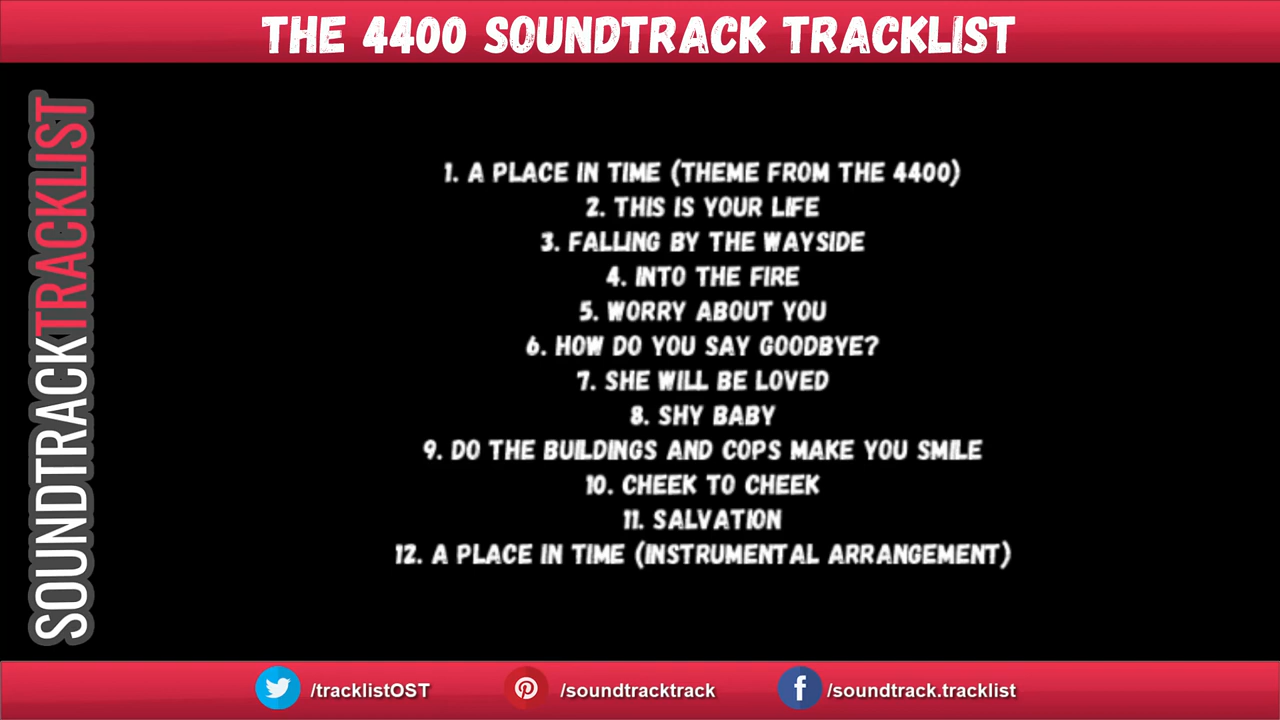 THE 4400 SOUNDTRACK TRACKLIST
SOUNDTRACKTRACKLIST
1. A PLACE IN TIME (THEME FROM THE 4400)
2. THIS IS YOUR LIFE
3. FALLING BY THE WAYSIDE
4. INTO THE FIRE
5. WORRY ABOUT YOU
6. HOW DO YOU SAY GOODBYE?
7. SHE WILL BE LOVED
8. SHY BABY
9. DO THE BUILDINGS AND COPS MAKE YOU SMILE
10. CHEEK TO CHEEK
11. SALVATION
12. A PLACE IN TIME (INSTRUMENTAL ARRANGEMENT)
/tracklistOST /soundtracktrack /soundtrack.tracklist